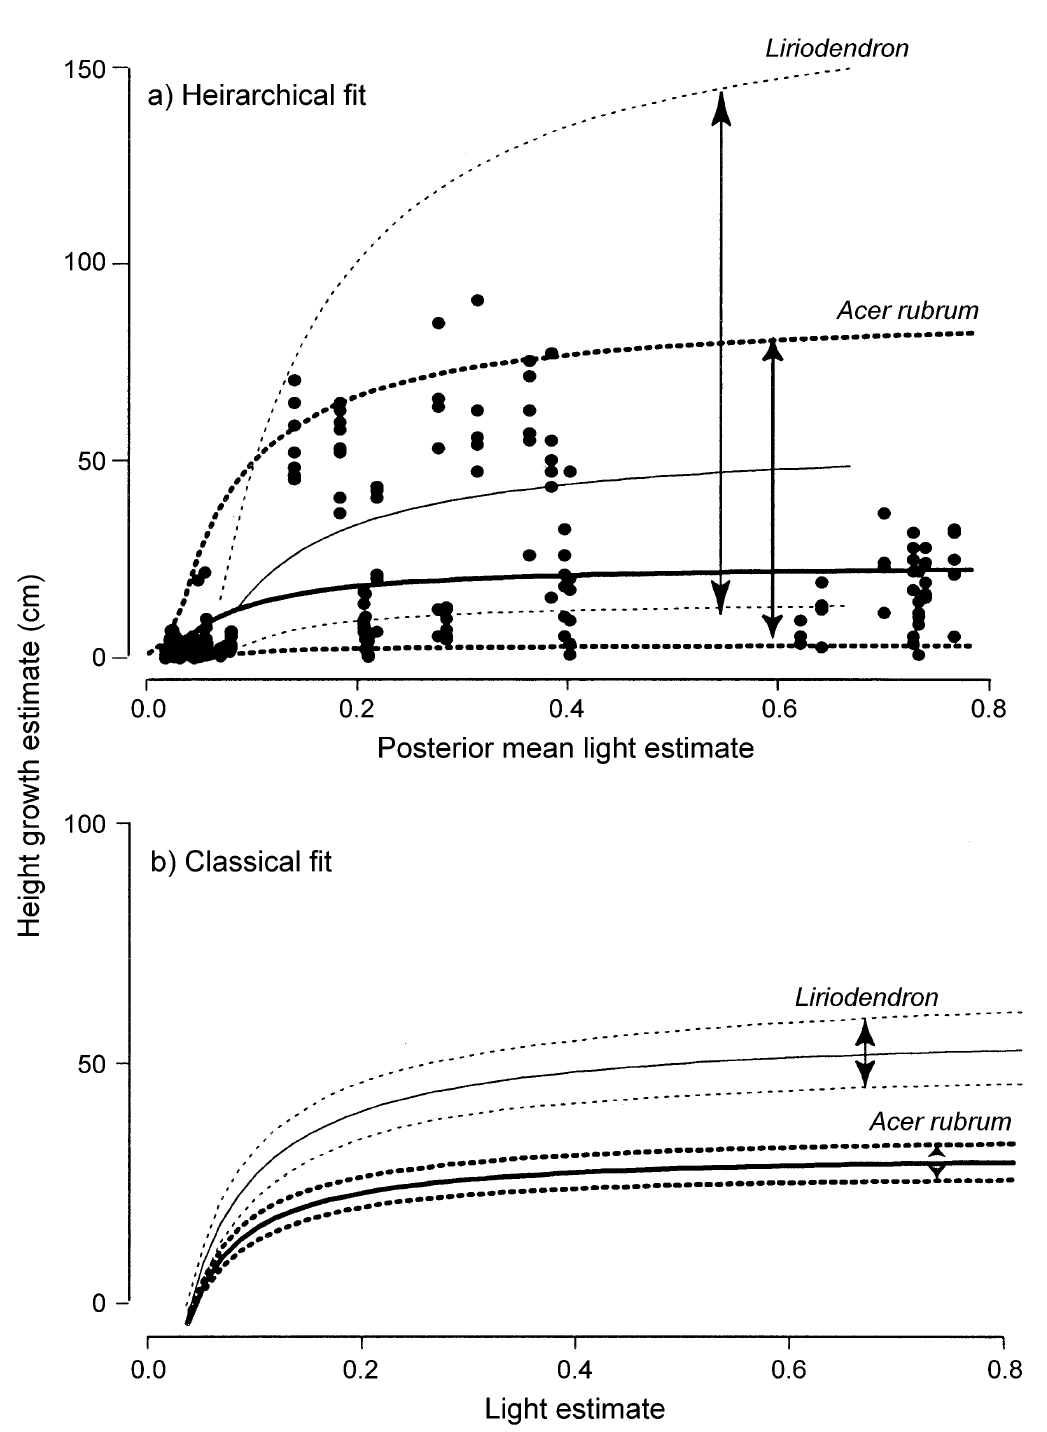 Liriodendron
150
a) Heirarchical fit
100
Acer rubrum
50
0
0.0 0.2 0.4 0.6 0.8
Posterior mean light estimate
Height growth estimate (cm)
100
b) Classical fit
Liriodendron
50
Acer rubrum
0
0.0 0.2 0.4 0.6 0.8
Light estimate